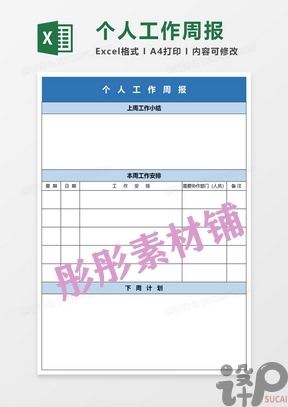 个人工作周报
Excel格式 I A4打印 I 内容可修改
个 人 工 作 周 报
上周工作小结
本周工作安排
星 期 日 期 工 作 安 排 需要协作部门（人员） 备 注
彤彤素材铺
下 周 计 划
设计
SUCAI